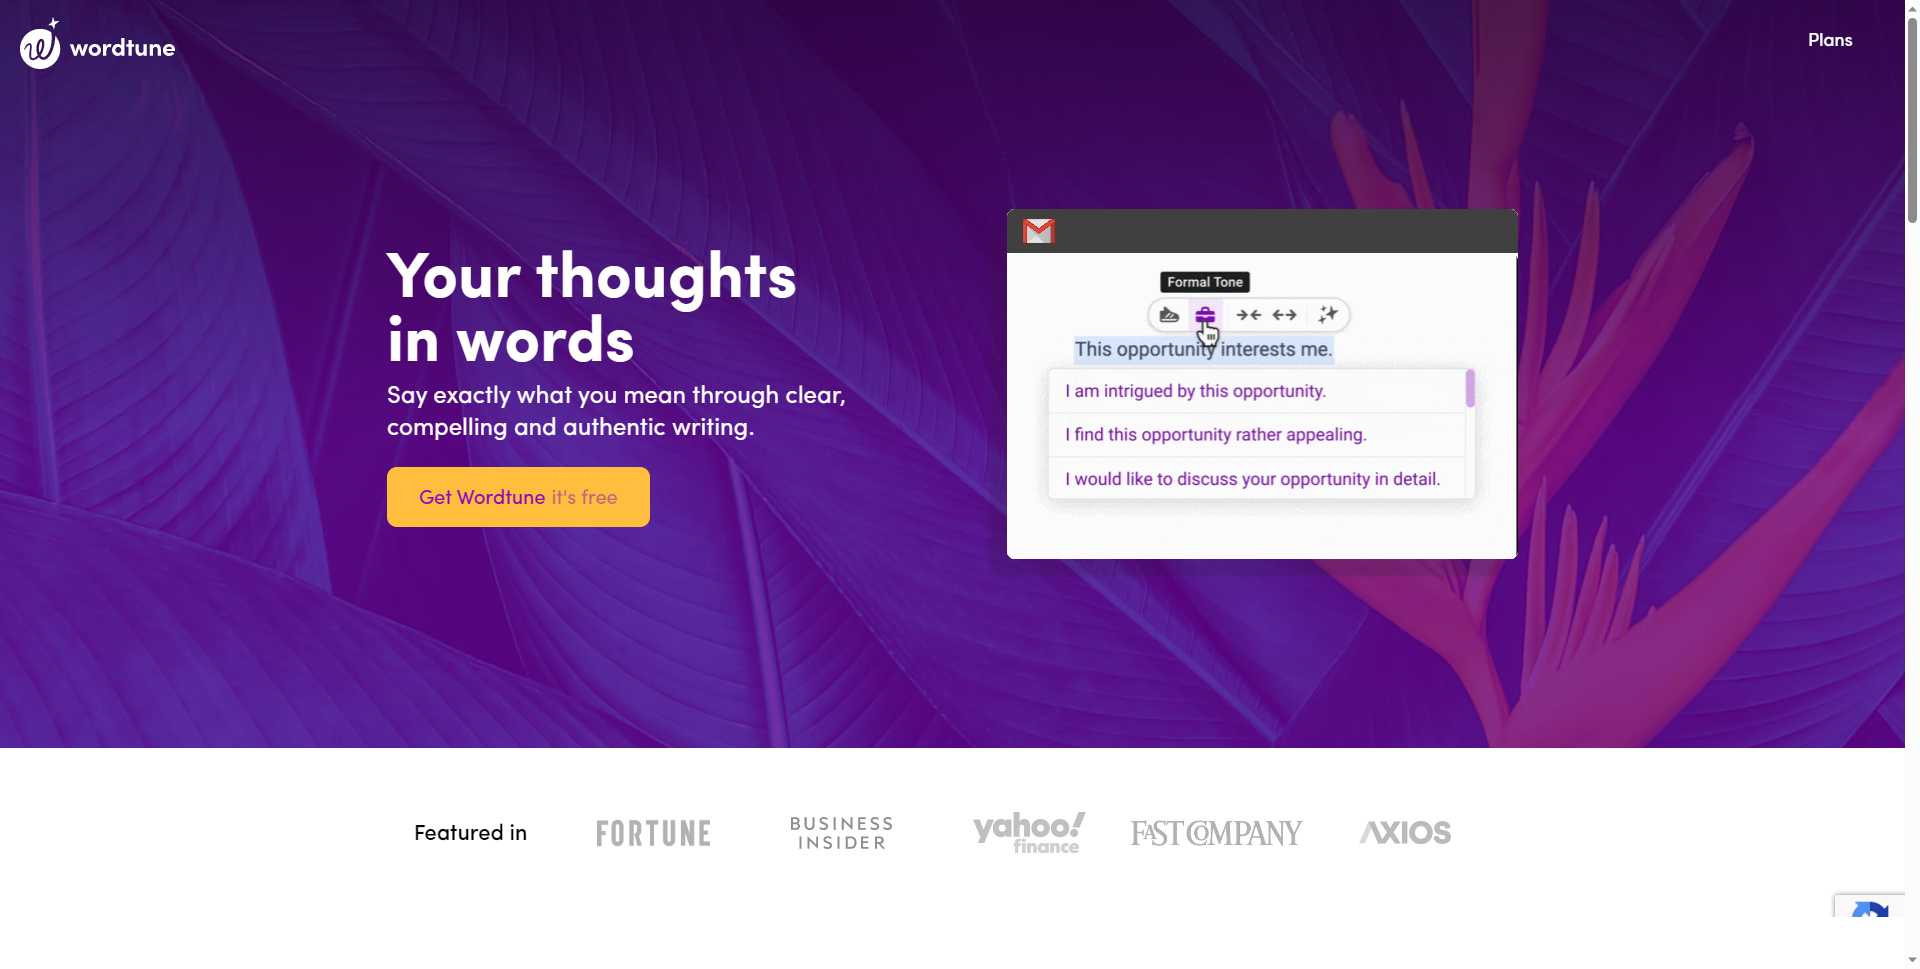 wordtune
Plans
Your thoughts
in words
Say exactly what you mean through clear,
compelling and authentic writing.
Get Wordtune it's free
Formal Tone
This opportunity interests me.
I am intrigued by this opportunity.
I find this opportunity rather appealing.
I would like to discuss your opportunity in detail.
Featured in
FORTUNE
BUSINESS
INSIDER
yahoo!
finance
FAST COMPANY
AXIOS